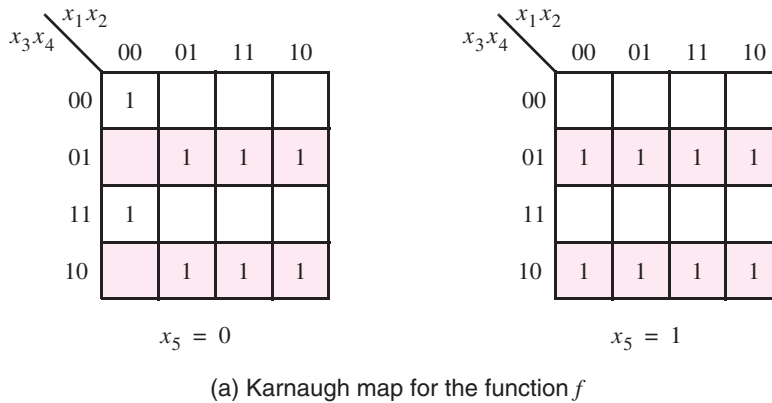 x₁x₂
x₃x₄
00 01 11 10
00 1
01 1 1 1
11 1
10 1 1 1
x₅ = 0
x₁x₂
x₃x₄
00 01 11 10
00
01 1 1 1 1
11
10 1 1 1 1
x₅ = 1
(a) Karnaugh map for the function f